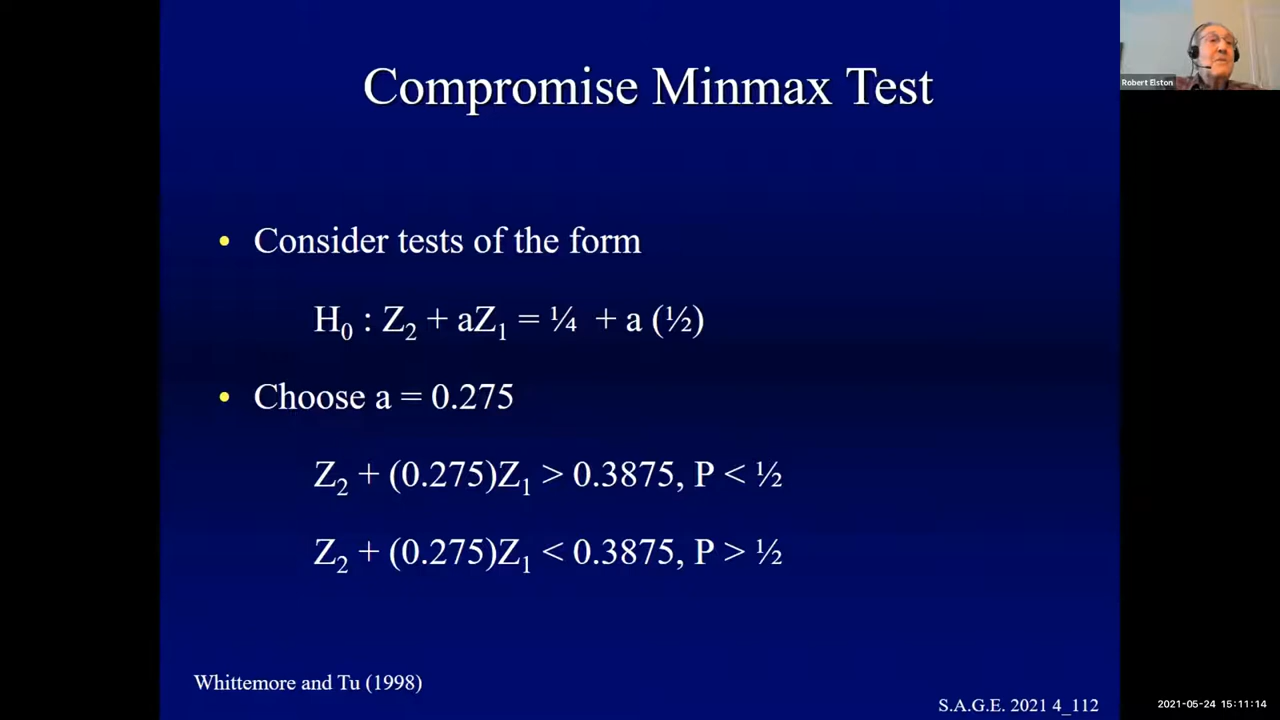 Compromise Minmax Test
Robert Elston
• Consider tests of the form
H₀ : Z₂ + aZ₁ = ¼ + a (½)
• Choose a = 0.275
Z₂ + (0.275)Z₁ > 0.3875, P < ½
Z₂ + (0.275)Z₁ < 0.3875, P > ½
Whittemore and Tu (1998)
S.A.G.E. 2021 4_112
2021-05-24 15:11:14